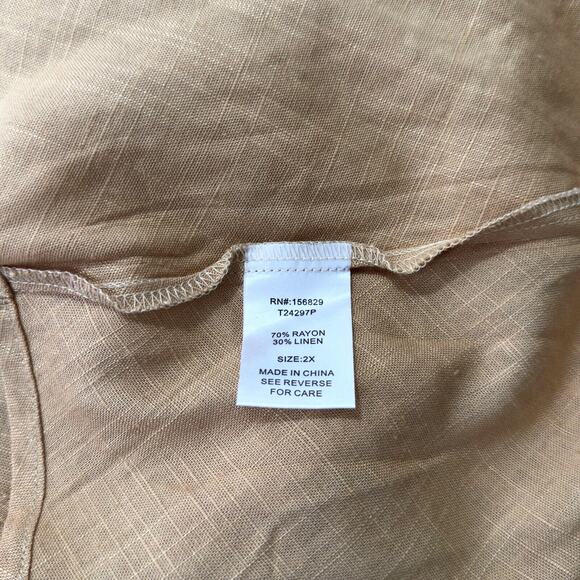 RN#:156829
T24297P
70% RAYON
30% LINEN
SIZE:2X
MADE IN CHINA
SEE REVERSE
FOR CARE